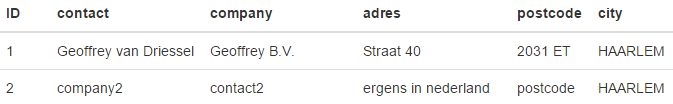 ID contact company adres postcode city
1 Geoffrey van Driessel Geoffrey B.V. Straat 40 2031 ET HAARLEM
2 company2 contact2 ergens in nederland postcode HAARLEM